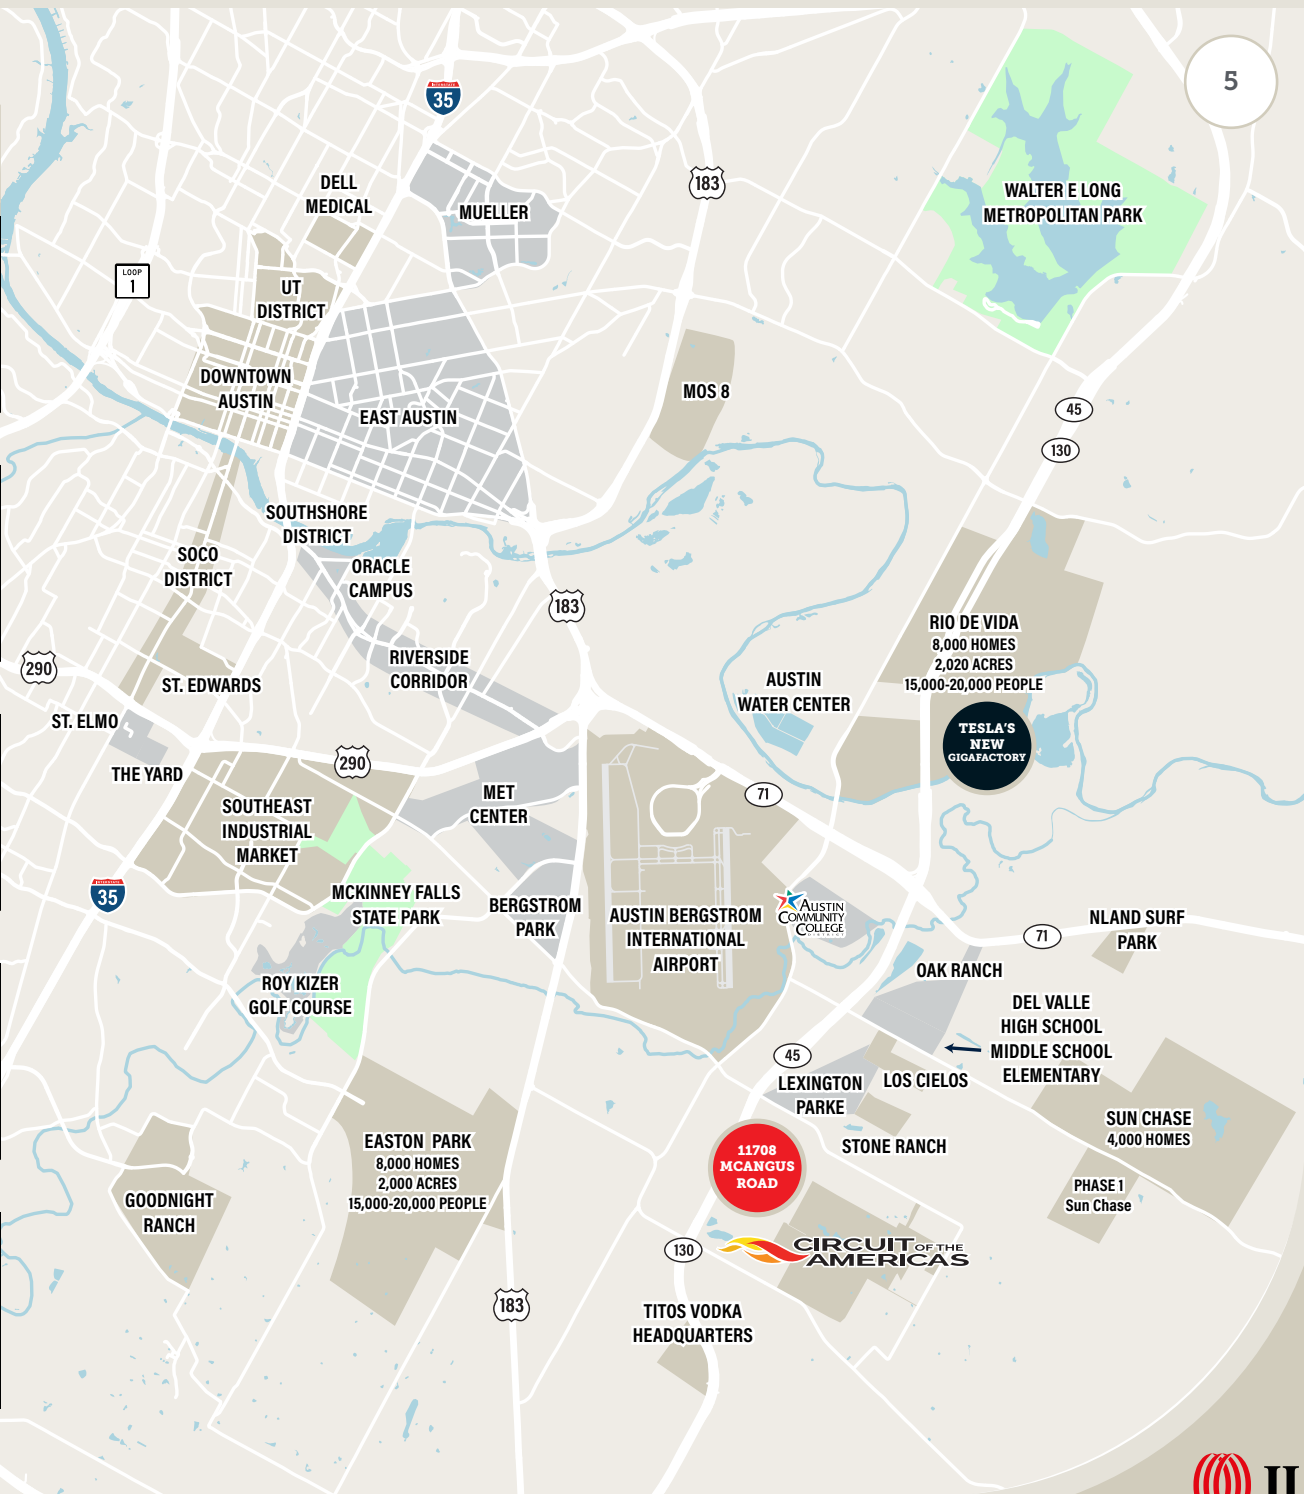 5
INTERSTATE
35
183
DELL
MEDICAL
MUELLER
WALTER E LONG
METROPOLITAN PARK
LOOP
1
UT
DISTRICT
DOWNTOWN
AUSTIN
EAST AUSTIN
MOS 8
45
130
SOUTHSHORE
DISTRICT
SOCO
DISTRICT
ORACLE
CAMPUS
183
RIO DE VIDA
8,000 HOMES
2,020 ACRES
15,000-20,000 PEOPLE
290
RIVERSIDE
CORRIDOR
ST. EDWARDS
AUSTIN
WATER CENTER
ST. ELMO
TESLA'S
NEW
GIGAFACTORY
THE YARD
290
71
MET
CENTER
SOUTHEAST
INDUSTRIAL
MARKET
INTERSTATE
35
MCKINNEY FALLS
STATE PARK
BERGSTROM
PARK
AUSTIN BERGSTROM
INTERNATIONAL
AIRPORT
AUSTIN
COMMUNITY
COLLEGE
DISTRICT
71
NLAND SURF
PARK
OAK RANCH
ROY KIZER
GOLF COURSE
DEL VALLE
HIGH SCHOOL
MIDDLE SCHOOL
ELEMENTARY
45
LEXINGTON
PARKE
LOS CIELOS
SUN CHASE
4,000 HOMES
STONE RANCH
11708
MCANGUS
ROAD
EASTON PARK
8,000 HOMES
2,000 ACRES
15,000-20,000 PEOPLE
PHASE 1
Sun Chase
GOODNIGHT
RANCH
130
CIRCUIT OF THE
AMERICAS
183
TITOS VODKA
HEADQUARTERS